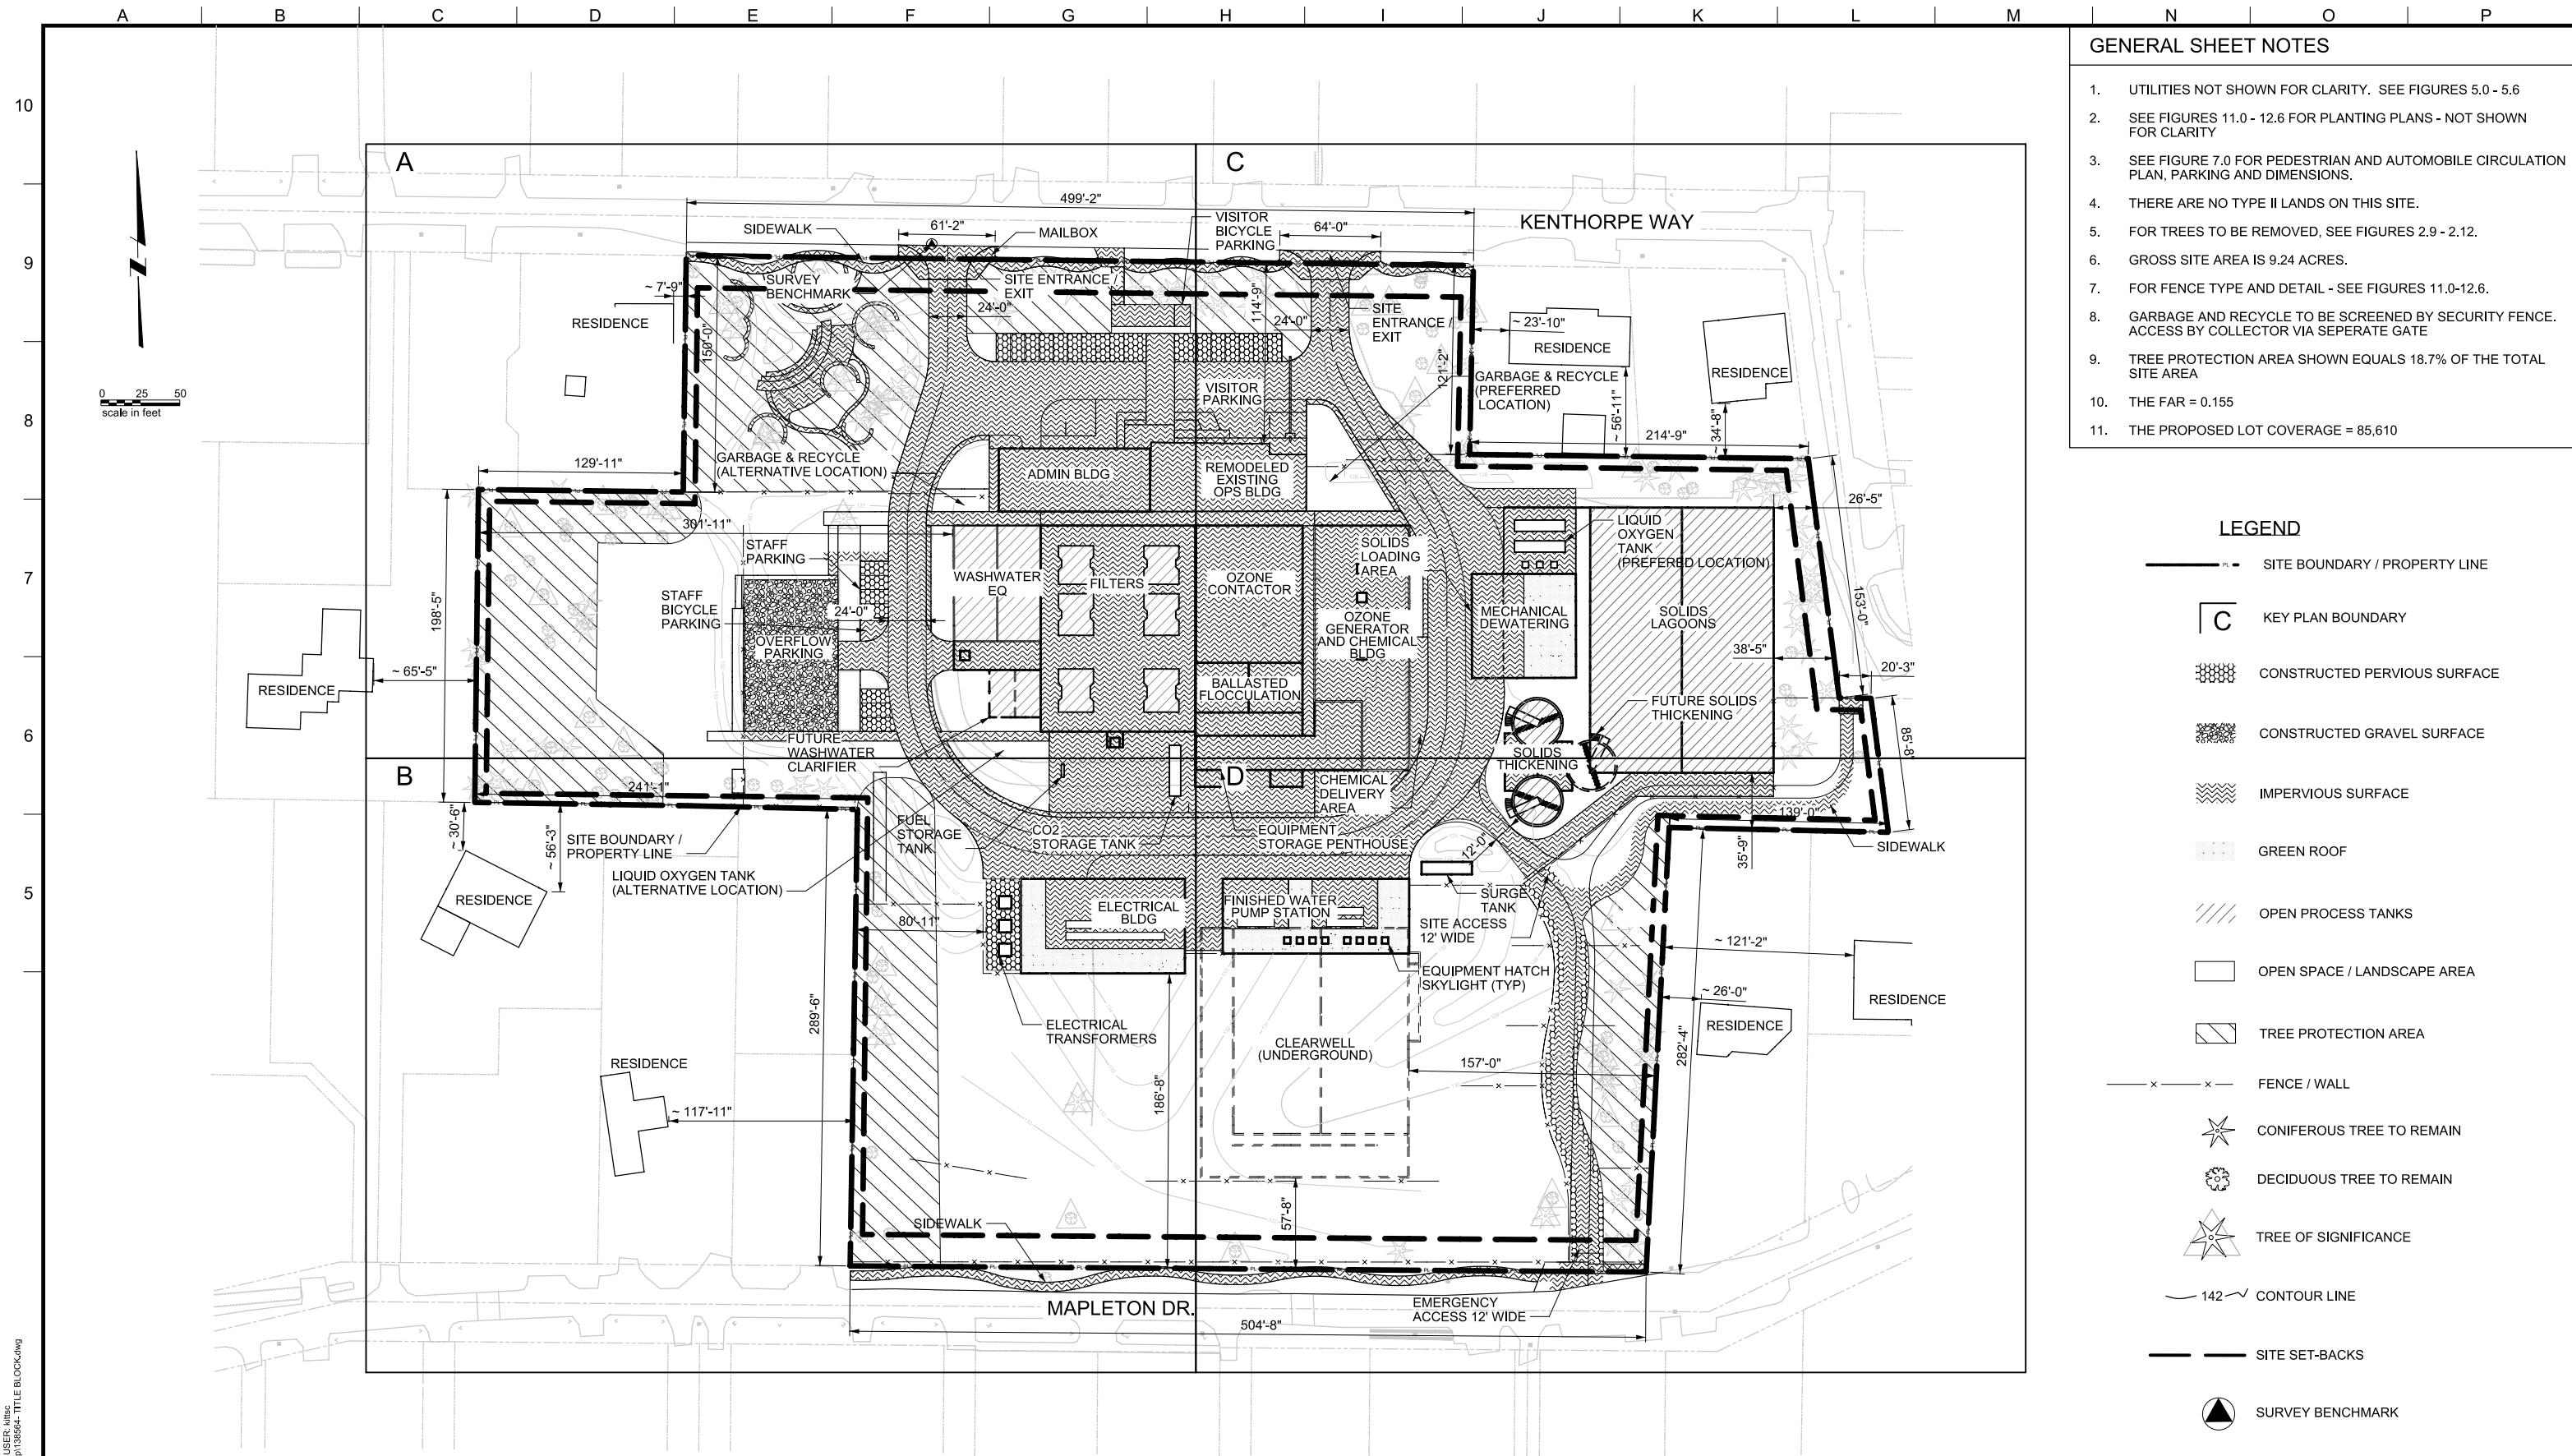 A B C D E F G H I J K L M N O P
10
9
8
7
6
5
GENERAL SHEET NOTES
1. UTILITIES NOT SHOWN FOR CLARITY. SEE FIGURES 5.0 - 5.6
2. SEE FIGURES 11.0 - 12.6 FOR PLANTING PLANS - NOT SHOWN
FOR CLARITY
3. SEE FIGURE 7.0 FOR PEDESTRIAN AND AUTOMOBILE CIRCULATION
PLAN, PARKING AND DIMENSIONS.
4. THERE ARE NO TYPE II LANDS ON THIS SITE.
5. FOR TREES TO BE REMOVED, SEE FIGURES 2.9 - 2.12.
6. GROSS SITE AREA IS 9.24 ACRES.
7. FOR FENCE TYPE AND DETAIL - SEE FIGURES 11.0-12.6.
8. GARBAGE AND RECYCLE TO BE SCREENED BY SECURITY FENCE.
ACCESS BY COLLECTOR VIA SEPERATE GATE
9. TREE PROTECTION AREA SHOWN EQUALS 18.7% OF THE TOTAL
SITE AREA
10. THE FAR = 0.155
11. THE PROPOSED LOT COVERAGE = 85,610
LEGEND
PL SITE BOUNDARY / PROPERTY LINE
C KEY PLAN BOUNDARY
CONSTRUCTED PERVIOUS SURFACE
CONSTRUCTED GRAVEL SURFACE
IMPERVIOUS SURFACE
GREEN ROOF
OPEN PROCESS TANKS
OPEN SPACE / LANDSCAPE AREA
TREE PROTECTION AREA
x x FENCE / WALL
CONIFEROUS TREE TO REMAIN
DECIDUOUS TREE TO REMAIN
TREE OF SIGNIFICANCE
142 CONTOUR LINE
SITE SET-BACKS
SURVEY BENCHMARK
N
0 25 50
scale in feet
A
C
499'-2"
KENTHORPE WAY
SIDEWALK
61'-2"
MAILBOX
VISITOR
BICYCLE
PARKING
64'-0"
~ 7'-9"
SURVEY
BENCHMARK
SITE ENTRANCE /
EXIT
24'-0"
114'-9"
24'-0"
SITE
ENTRANCE /
EXIT
~ 23'-10"
RESIDENCE
RESIDENCE
RESIDENCE
150'-0"
121'-2"
VISITOR
PARKING
GARBAGE & RECYCLE
(PREFERRED
LOCATION)
~ 56'-11"
~ 34'-8"
214'-9"
129'-11"
GARBAGE & RECYCLE
(ALTERNATIVE LOCATION)
ADMIN BLDG
REMODELED
EXISTING
OPS BLDG
26'-5"
301'-11"
STAFF
PARKING
WASHWATER
EQ
FILTERS
OZONE
CONTACTOR
SOLIDS
LOADING
AREA
LIQUID
OXYGEN
TANK
(PREFERED LOCATION)
198'-5"
STAFF
BICYCLE
PARKING
24'-0"
OVERFLOW
PARKING
OZONE
GENERATOR
AND CHEMICAL
BLDG
MECHANICAL
DEWATERING
SOLIDS
LAGOONS
153'-0"
38'-5"
20'-3"
~ 65'-5"
RESIDENCE
BALLASTED
FLOCCULATION
FUTURE SOLIDS
THICKENING
85'-8"
FUTURE
WASHWATER
CLARIFIER
SOLIDS
THICKENING
B
D
241'-1"
CHEMICAL
DELIVERY
AREA
139'-0"
~ 30'-6"
~ 56'-3"
SITE BOUNDARY /
PROPERTY LINE
FUEL
STORAGE
TANK
CO2
STORAGE TANK
EQUIPMENT
STORAGE PENTHOUSE
12'-0"
35'-9"
SIDEWALK
LIQUID OXYGEN TANK
(ALTERNATIVE LOCATION)
RESIDENCE
80'-11"
ELECTRICAL
BLDG
FINISHED WATER
PUMP STATION
SURGE
TANK
SITE ACCESS
12' WIDE
~ 121'-2"
EQUIPMENT HATCH
SKYLIGHT (TYP)
~ 26'-0"
RESIDENCE
RESIDENCE
289'-6"
ELECTRICAL
TRANSFORMERS
CLEARWELL
(UNDERGROUND)
157'-0"
282'-4"
RESIDENCE
~ 117'-11"
186'-8"
57'-8"
SIDEWALK
MAPLETON DR.
EMERGENCY
ACCESS 12' WIDE
504'-8"
USER: kittsc
p\138564- TITLE BLOCK.dwg